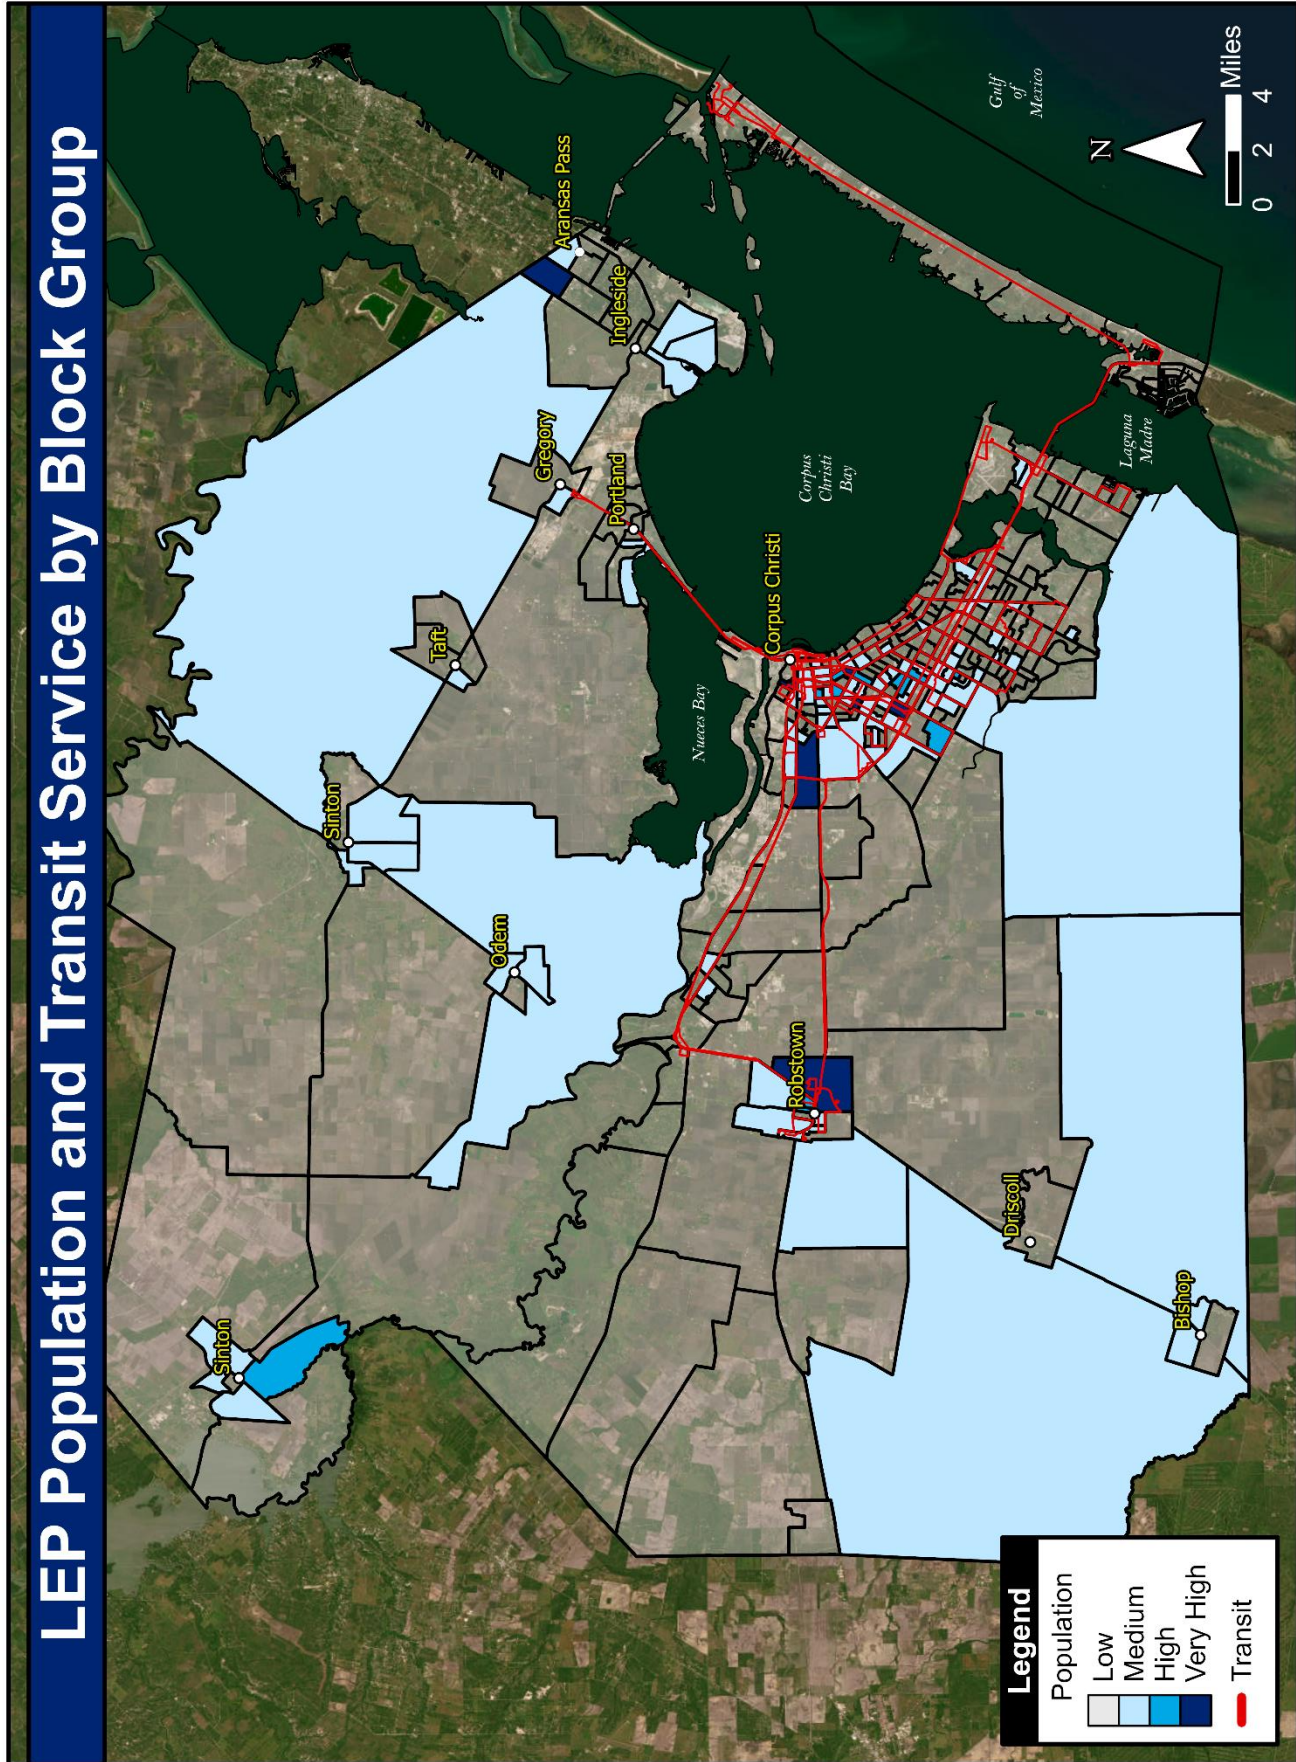 LEP Population and Transit Service by Block Group
Sinton
Sinton
Taft
Odem
Gregory
Aransas Pass
Portland
Ingleside
Nueces Bay
Corpus Christi
Corpus
Christi
Bay
Robstown
Driscoll
Bishop
Laguna
Madre
Gulf
of
Mexico
N
Miles
0 2 4
Legend
Population
Low
Medium
High
Very High
Transit